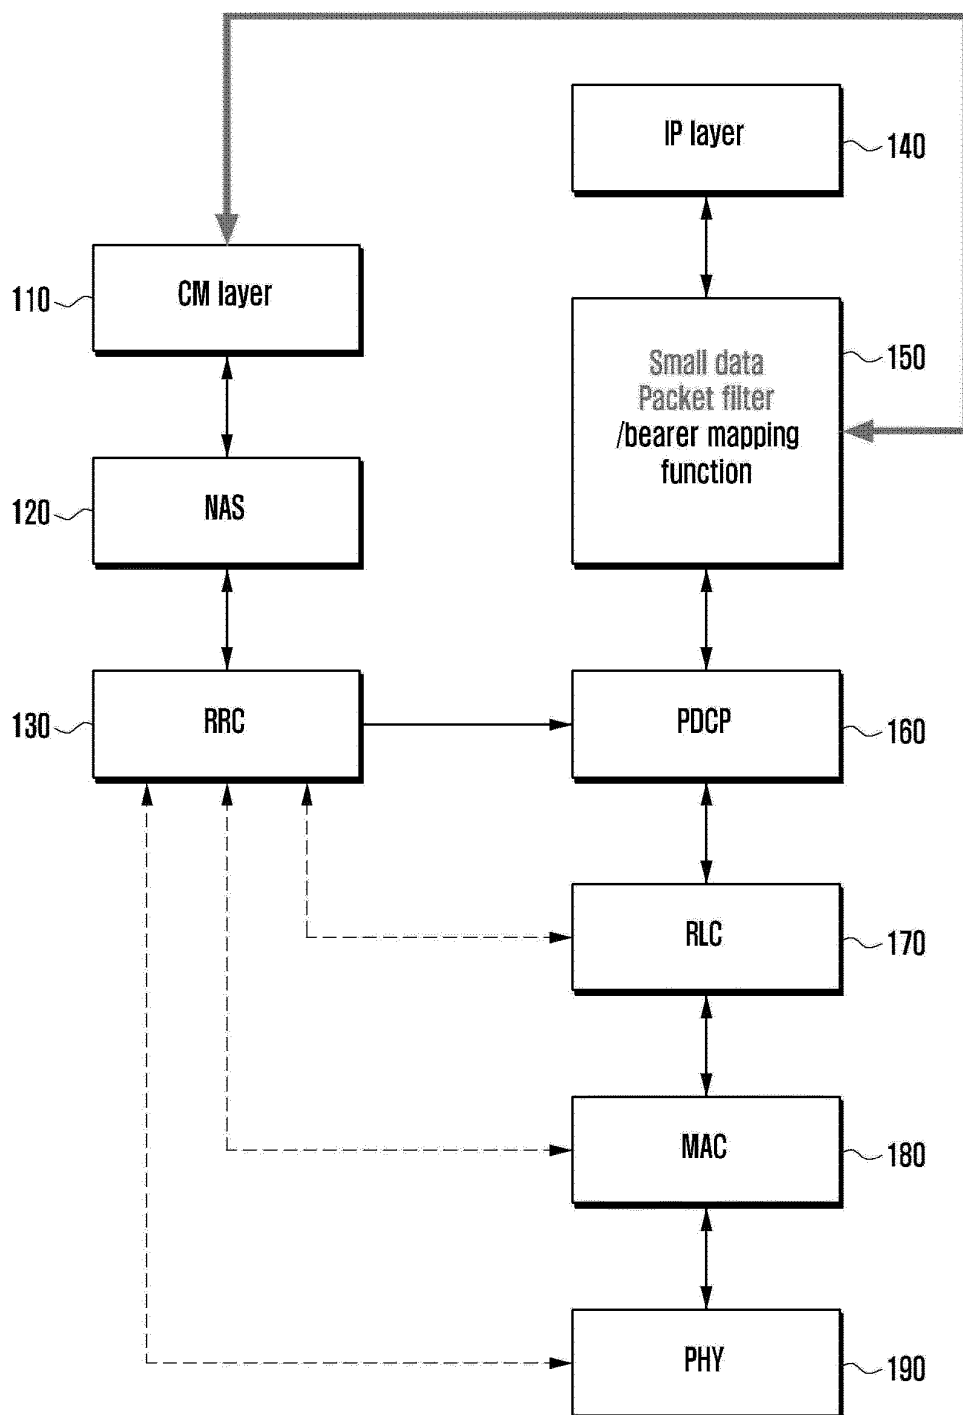 IP layer
140
CM layer
110
Small data
Packet filter
/bearer mapping
function
150
NAS
120
RRC
130
PDCP
160
RLC
170
MAC
180
PHY
190